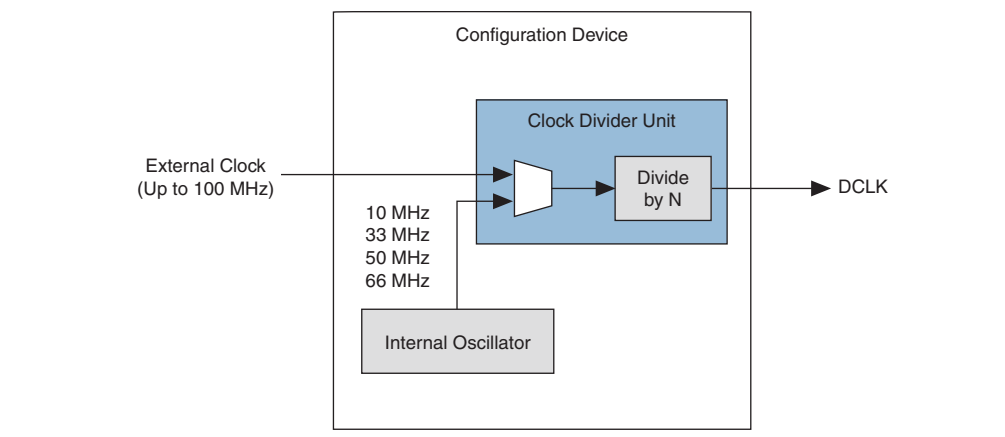 Configuration Device
Clock Divider Unit
External Clock
(Up to 100 MHz)
Divide
by N
DCLK
10 MHz
33 MHz
50 MHz
66 MHz
Internal Oscillator